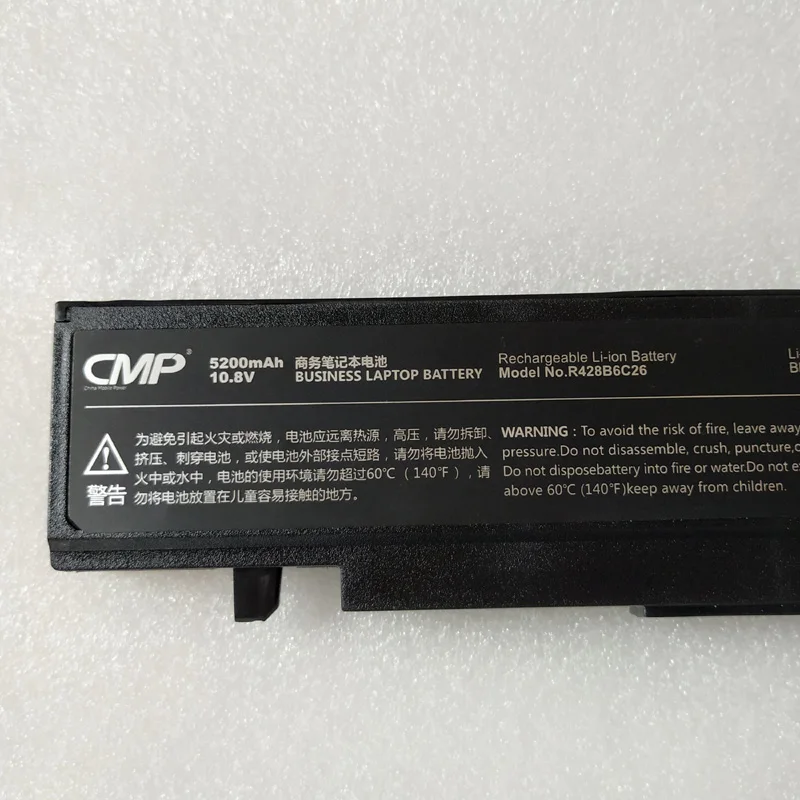 CMP®
China Mobile Power
5200mAh
10.8V
商务笔记本电池
BUSINESS LAPTOP BATTERY
Rechargeable Li-ion Battery
Model No.R428B6C26
Li-
警告
为避免引起火灾或燃烧，电池应远离热源，高压，请勿拆卸、
挤压、刺穿电池，或使电池外部接点短路，请勿将电池抛入
火中或水中，电池的使用环境请勿超过60℃（140℉），请
勿将电池放置在儿童容易接触的地方。
WARNING : To avoid the risk of fire, leave away
pressure.Do not disassemble, crush, puncture,
Do not disposebattery into fire or water.Do not
above 60℃ (140℉)keep away from children.